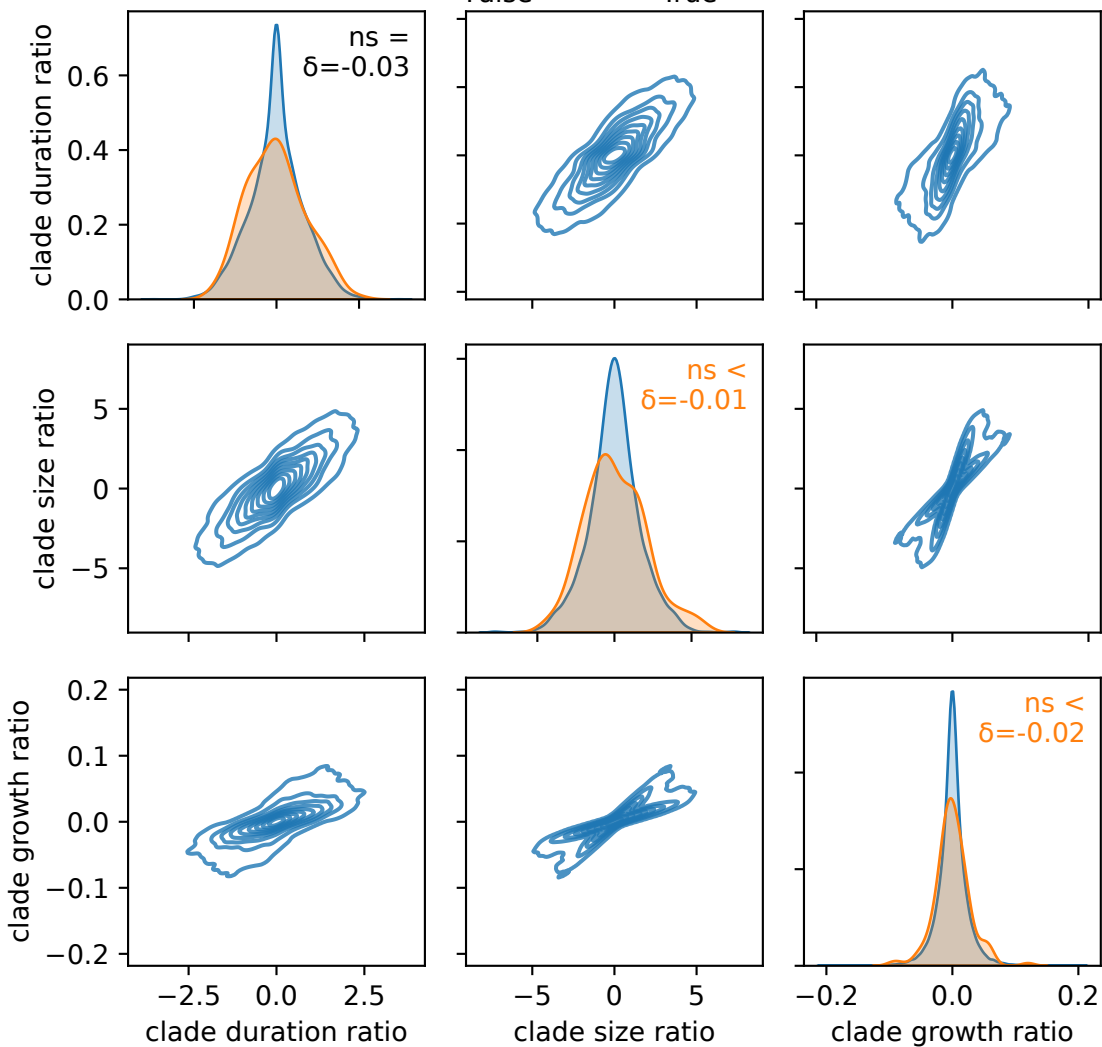 clade duration ratio
0.6
0.4
0.2
0.0
ns =
δ=-0.03
clade size ratio
5
0
−5
ns <
δ=-0.01
clade growth ratio
0.2
0.1
0.0
−0.1
−0.2
ns <
δ=-0.02
−2.5 0.0 2.5
clade duration ratio
−5 0 5
clade size ratio
−0.2 0.0 0.2
clade growth ratio